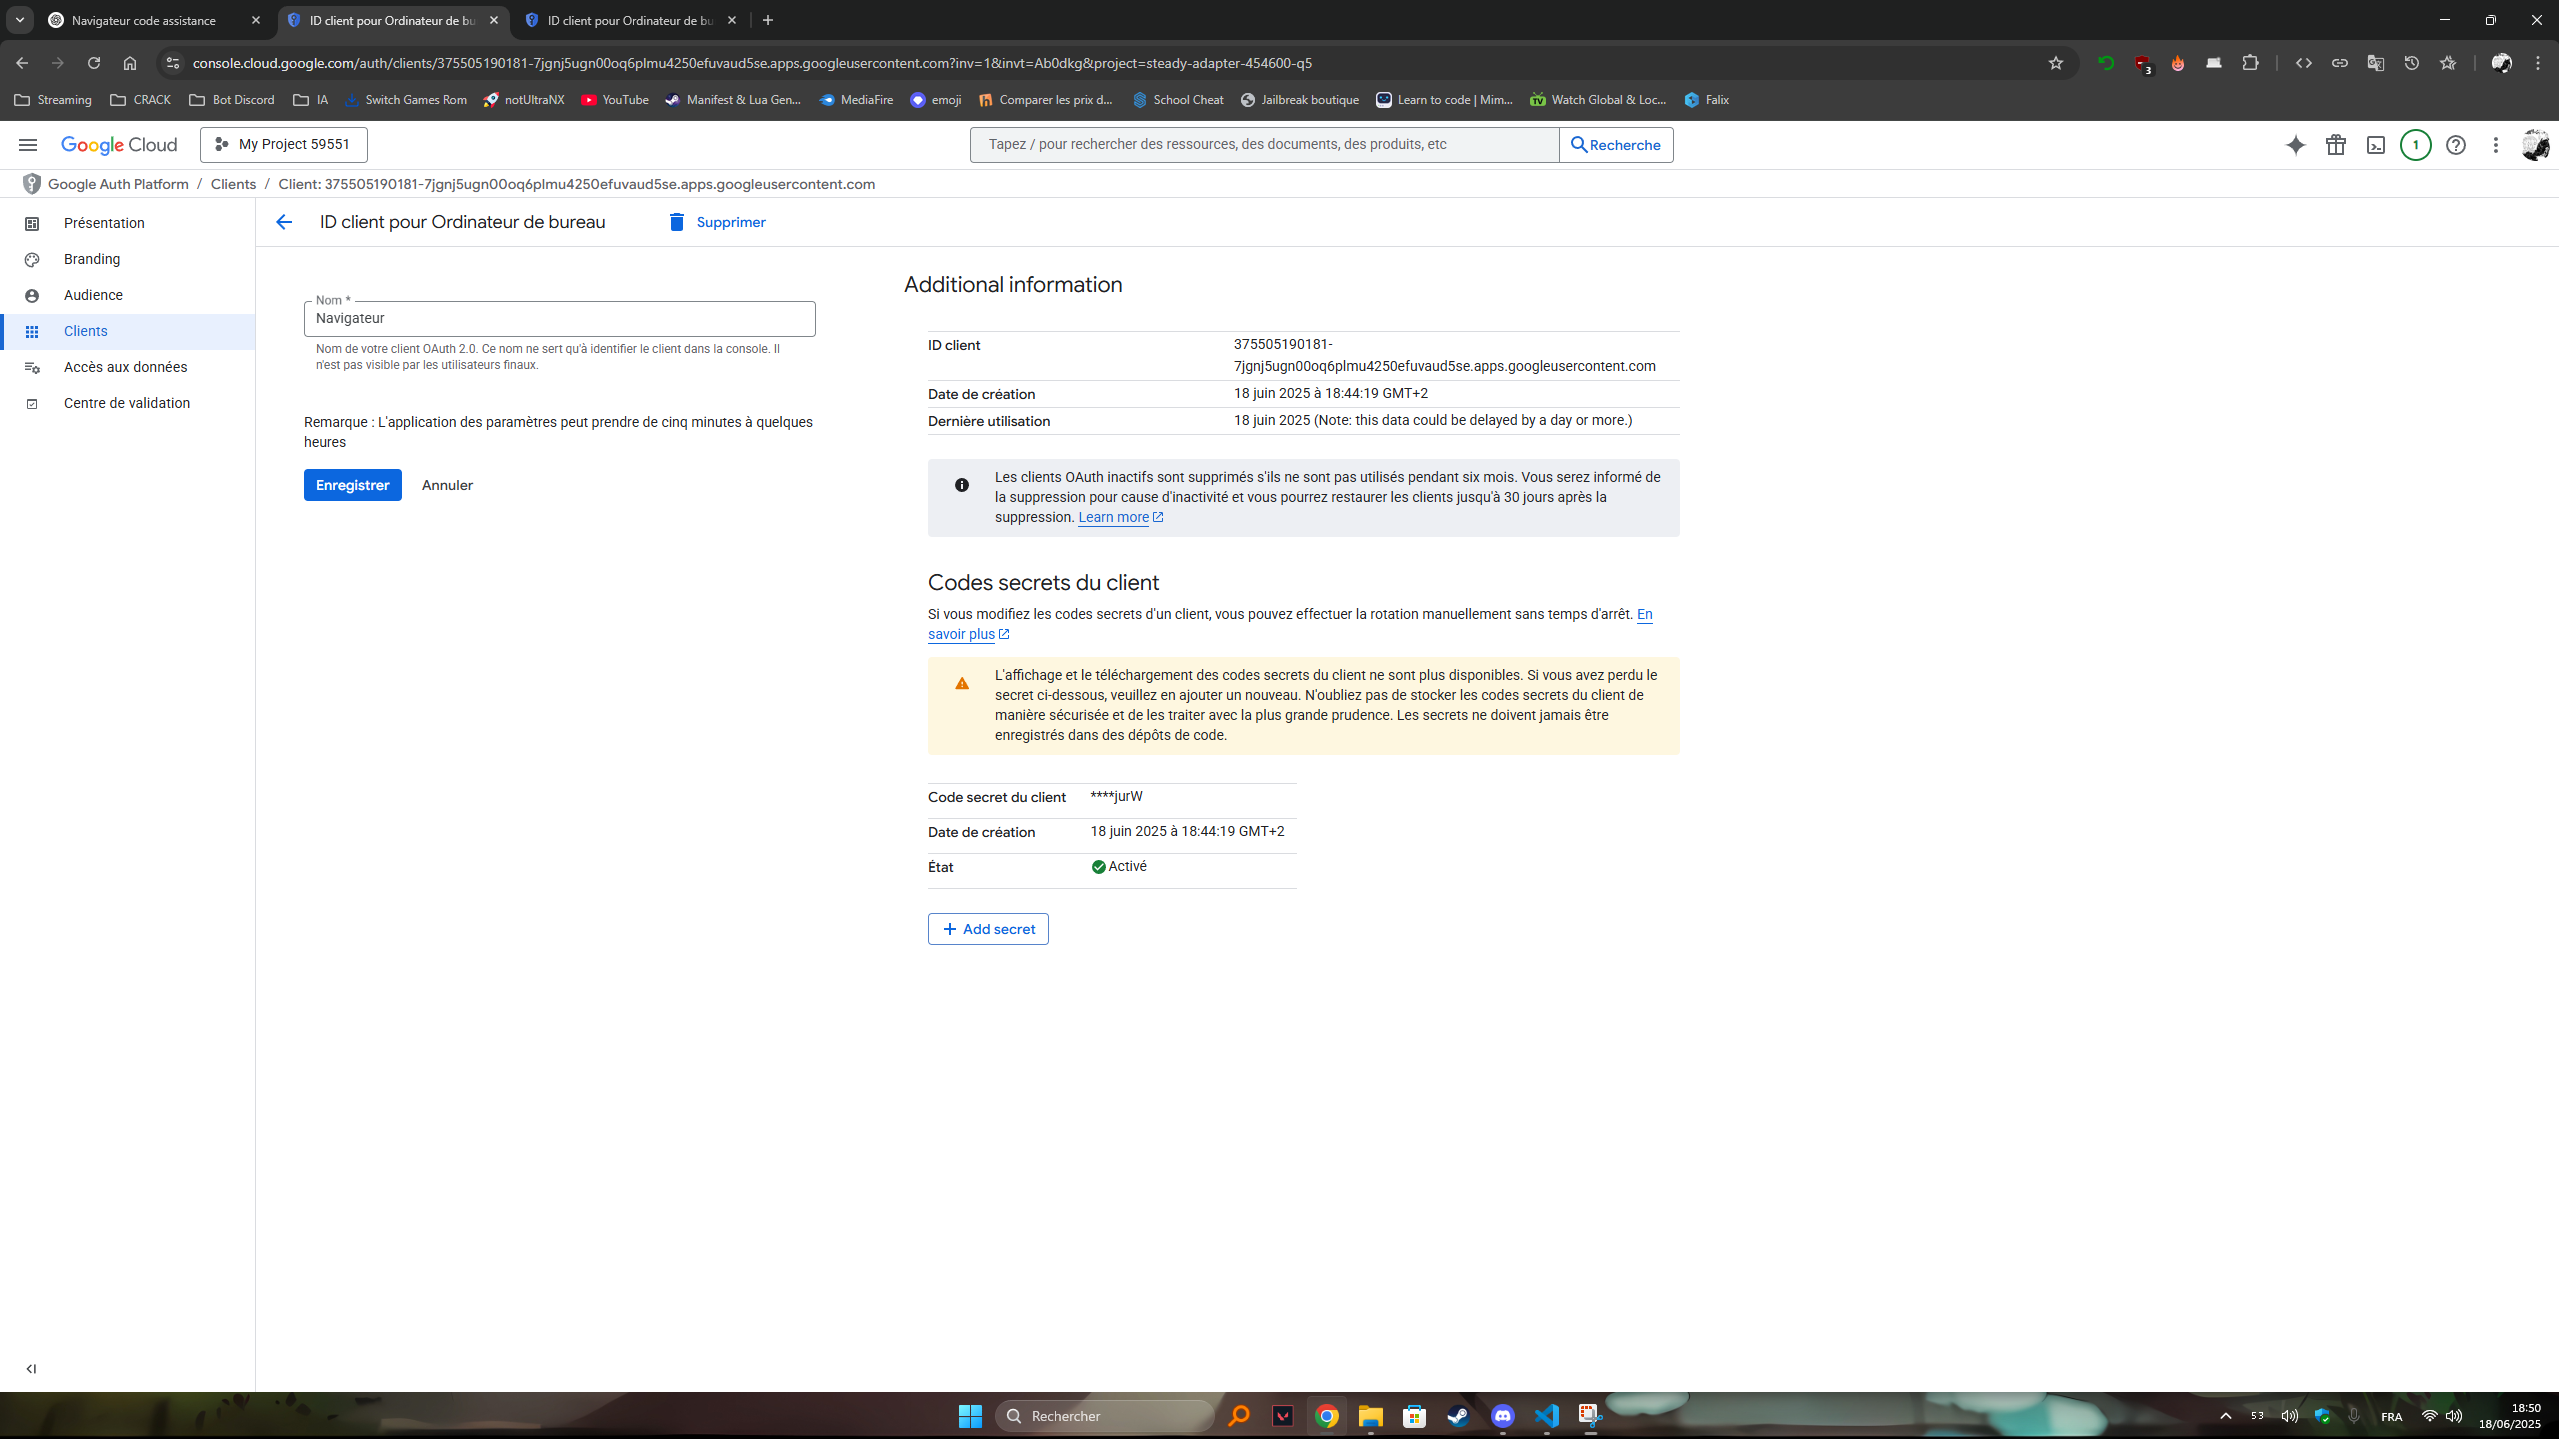 Navigateur code assistance
ID client pour Ordinateur de bu
ID client pour Ordinateur de bu
console.cloud.google.com/auth/clients/375505190181-7jgnj5ugn00oq6plmu4250efuvaud5se.apps.googleusercontent.com?inv=1&invt=Ab0dkg&project=steady-adapter-454600-q5
3
Streaming
CRACK
Bot Discord
IA
Switch Games Rom
notUltraNX
YouTube
Manifest & Lua Gen...
MediaFire
emoji
Comparer les prix d...
School Cheat
Jailbreak boutique
Learn to code | Mim...
Watch Global & Loc...
Falix
Google Cloud
My Project 59551
Tapez / pour rechercher des ressources, des documents, des produits, etc
Recherche
1
Google Auth Platform / Clients / Client: 375505190181-7jgnj5ugn00oq6plmu4250efuvaud5se.apps.googleusercontent.com
Présentation
Branding
Audience
Clients
Accès aux données
Centre de validation
ID client pour Ordinateur de bureau
Supprimer
Nom *
Navigateur
Nom de votre client OAuth 2.0. Ce nom ne sert qu'à identifier le client dans la console. Il
n'est pas visible par les utilisateurs finaux.
Remarque : L'application des paramètres peut prendre de cinq minutes à quelques
heures
Enregistrer
Annuler
Additional information
ID client
375505190181-
7jgnj5ugn00oq6plmu4250efuvaud5se.apps.googleusercontent.com
Date de création
18 juin 2025 à 18:44:19 GMT+2
Dernière utilisation
18 juin 2025 (Note: this data could be delayed by a day or more.)
Les clients OAuth inactifs sont supprimés s'ils ne sont pas utilisés pendant six mois. Vous serez informé de
la suppression pour cause d'inactivité et vous pourrez restaurer les clients jusqu'à 30 jours après la
suppression. Learn more
Codes secrets du client
Si vous modifiez les codes secrets d'un client, vous pouvez effectuer la rotation manuellement sans temps d'arrêt. En
savoir plus
L'affichage et le téléchargement des codes secrets du client ne sont plus disponibles. Si vous avez perdu le
secret ci-dessous, veuillez en ajouter un nouveau. N'oubliez pas de stocker les codes secrets du client de
manière sécurisée et de les traiter avec la plus grande prudence. Les secrets ne doivent jamais être
enregistrés dans des dépôts de code.
Code secret du client
****jurW
Date de création
18 juin 2025 à 18:44:19 GMT+2
État
Activé
Add secret
Rechercher
53
FRA
18:50
18/06/2025